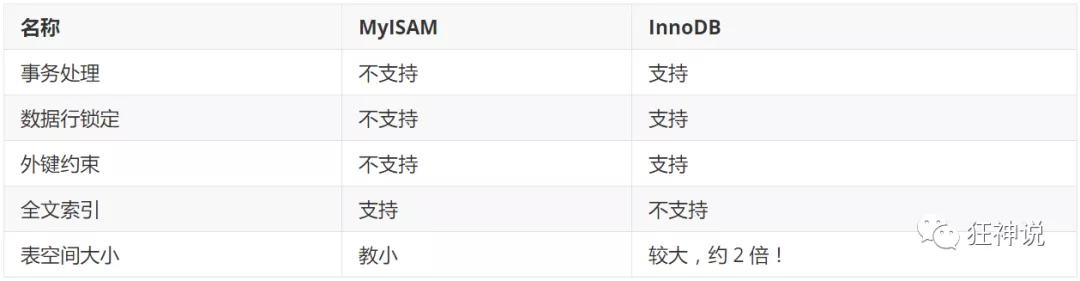 名称 MyISAM InnoDB
事务处理 不支持 支持
数据行锁定 不支持 支持
外键约束 不支持 支持
全文索引 支持 不支持
表空间大小 教小 较大，约 2 倍！
狂神说